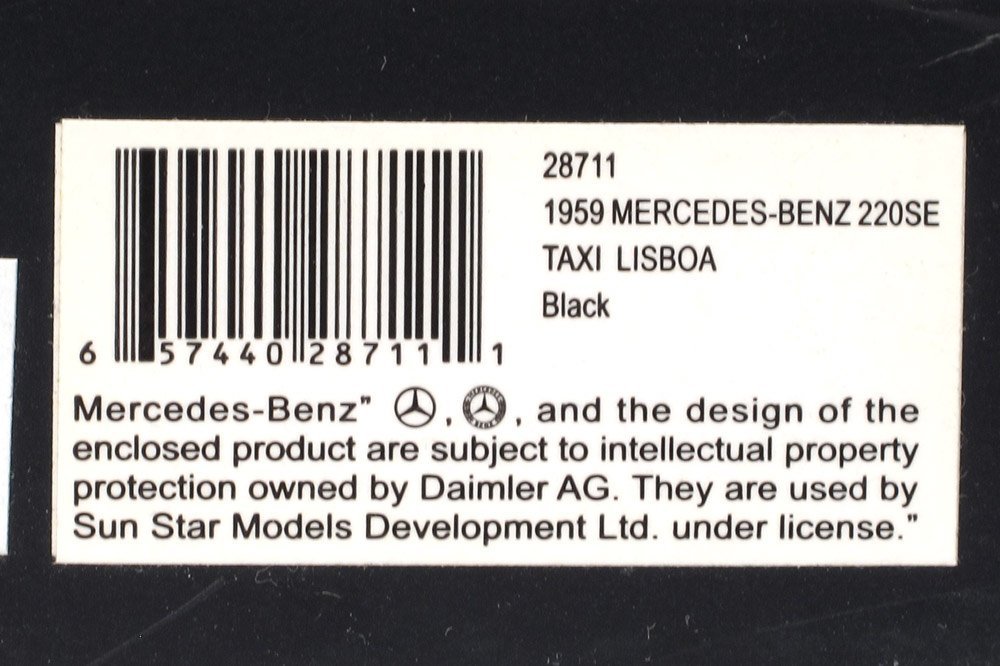 28711
1959 MERCEDES-BENZ 220SE
TAXI LISBOA
Black
6 57440 28711 1
Mercedes-Benz" , , and the design of the
enclosed product are subject to intellectual property
protection owned by Daimler AG. They are used by
Sun Star Models Development Ltd. under license."